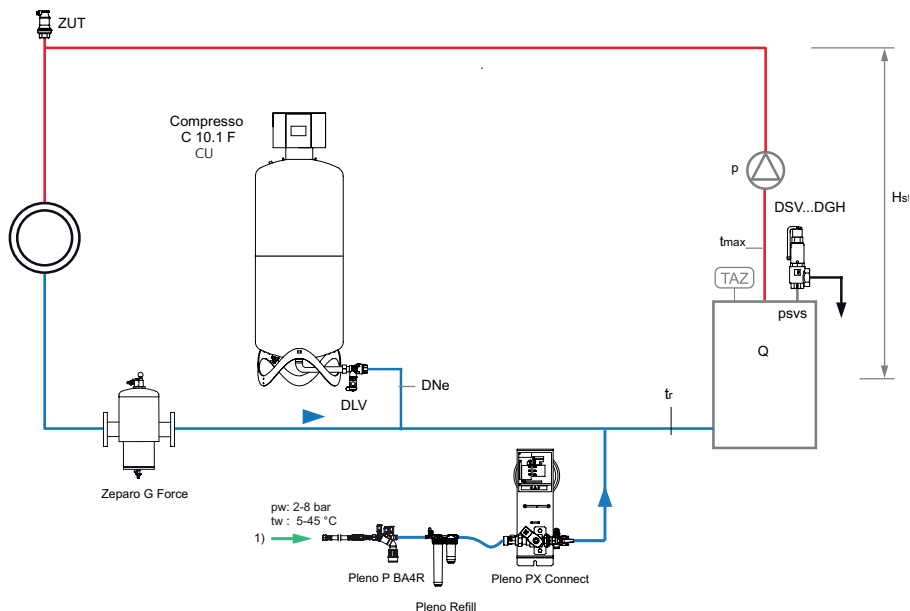 ZUT
Compresso
C 10.1 F
CU
p
Hst
DSV...DGH
tmax
TAZ
psvs
Q
DNe
DLV
tr
Zeparo G Force
pw: 2-8 bar
tw : 5-45 °C
1)
Pleno P BA4R
Pleno PX Connect
Pleno Refill